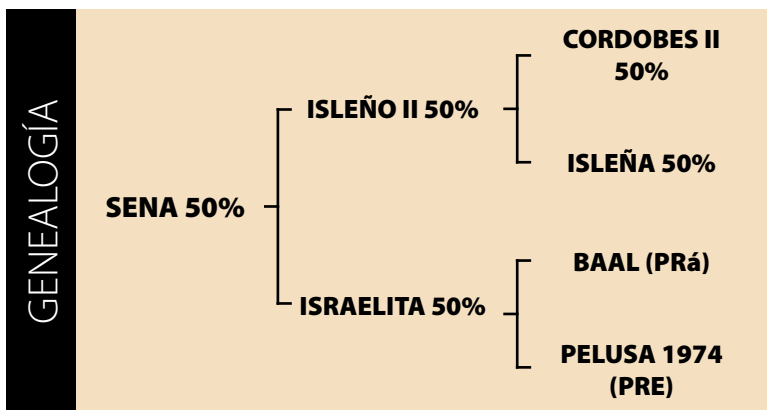 GENEALOGÍA
SENA 50%
ISLEÑO II 50%
CORDOBES II
50%
ISLEÑA 50%
ISRAELITA 50%
BAAL (PRá)
PELUSA 1974
(PRE)